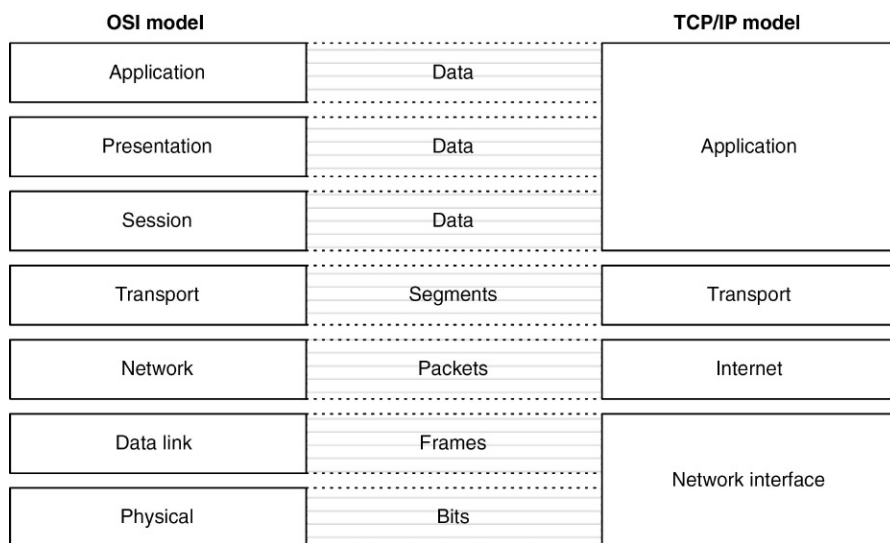 OSI model
TCP/IP model
Application
Data
Application
Presentation
Data
Session
Data
Transport
Segments
Transport
Network
Packets
Internet
Data link
Frames
Network interface
Physical
Bits